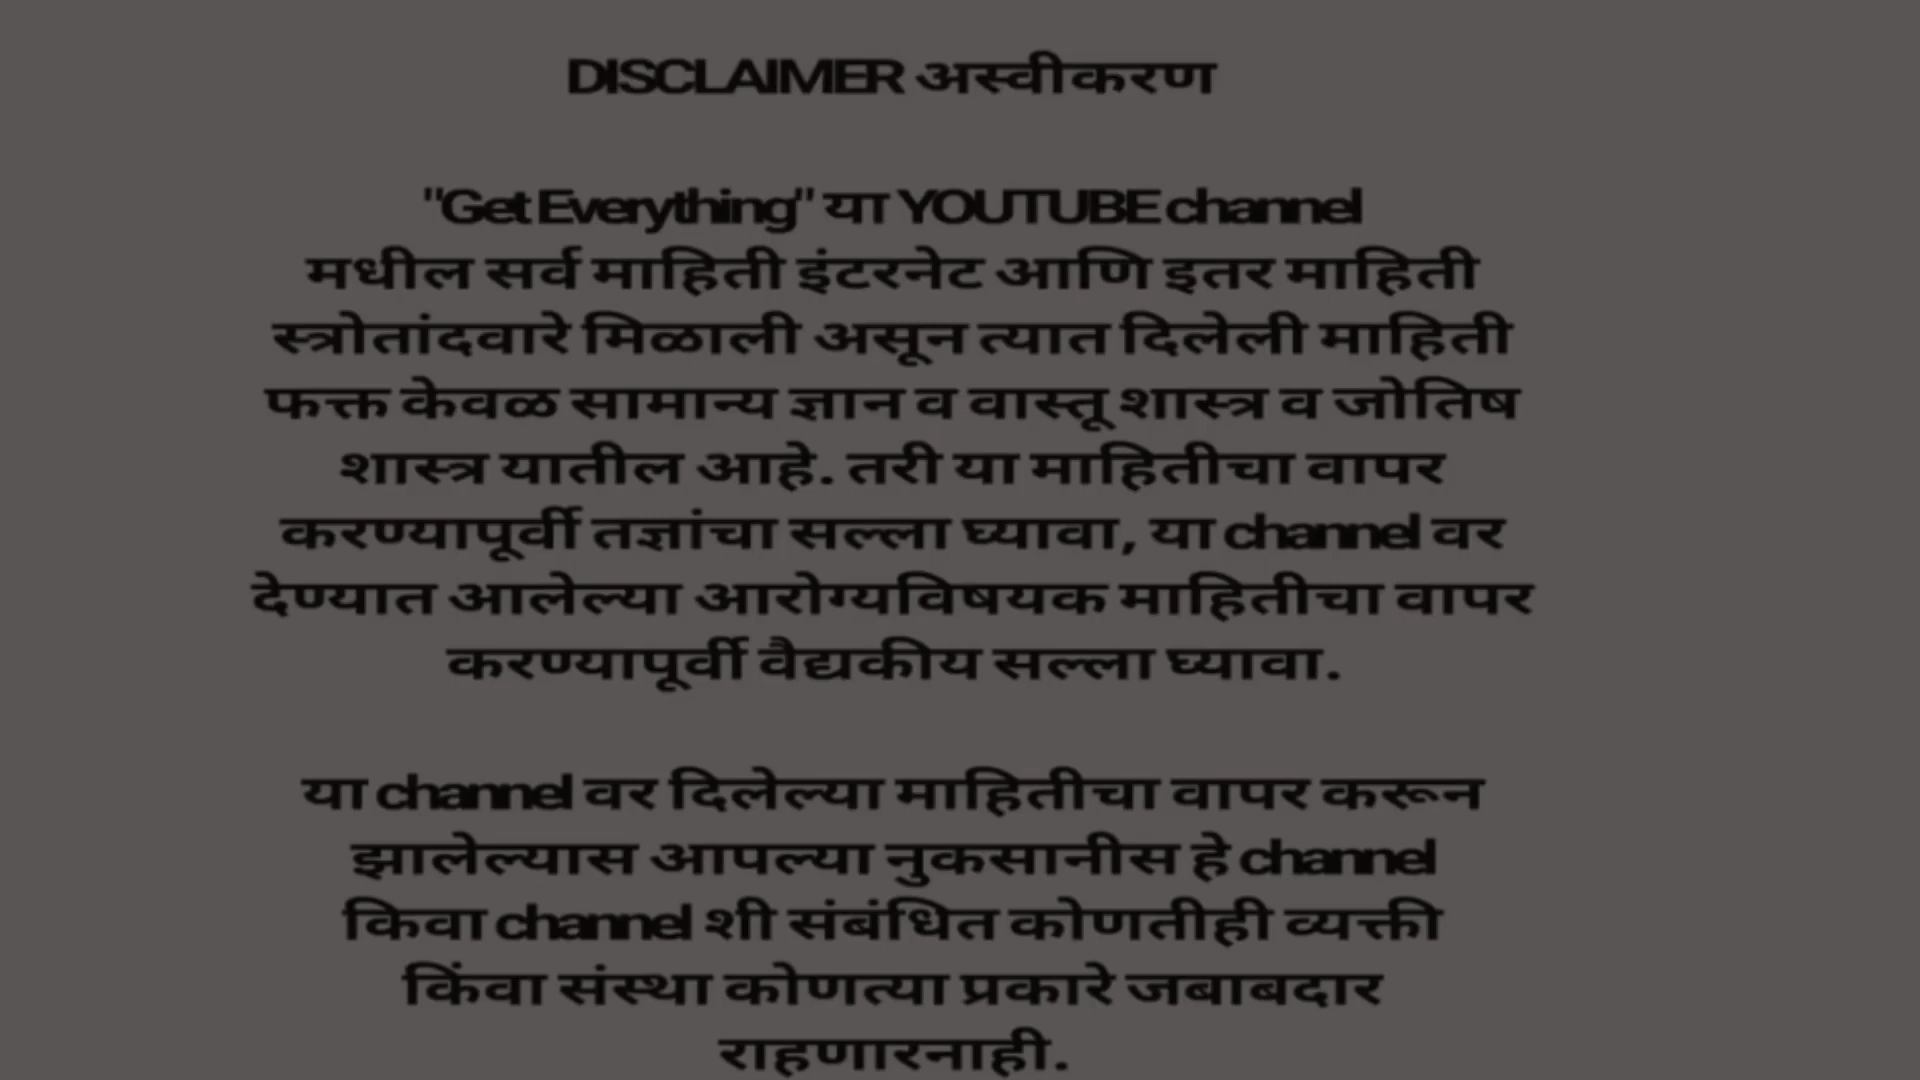 DISCLAIMER अस्वीकरण
"Get Everything" या YOUTUBE channel
मधील सर्व माहिती इंटरनेट आणि इतर माहिती
स्त्रोतांदवारे मिळाली असून त्यात दिलेली माहिती
फक्त केवळ सामान्य ज्ञान व वास्तू शास्त्र व जोतिष
शास्त्र यातील आहे. तरी या माहितीचा वापर
करण्यापूर्वी तज्ञांचा सल्ला घ्यावा, या channel वर
देण्यात आलेल्या आरोग्यविषयक माहितीचा वापर
करण्यापूर्वी वैद्यकीय सल्ला घ्यावा.
या channel वर दिलेल्या माहितीचा वापर करून
झालेल्यास आपल्या नुकसानीस हे channel
किवा channel शी संबंधित कोणतीही व्यक्ती
किंवा संस्था कोणत्या प्रकारे जबाबदार
राहणारनाही.